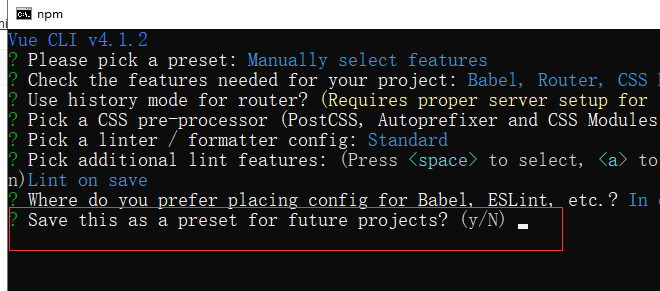 npm
Vue CLI v4.1.2
? Please pick a preset: Manually select features
? Check the features needed for your project: Babel, Router, CSS
? Use history mode for router? (Requires proper server setup for
? Pick a CSS pre-processor (PostCSS, Autoprefixer and CSS Modules
? Pick a linter / formatter config: Standard
? Pick additional lint features: (Press <space> to select, <a> to
n)Lint on save
? Where do you prefer placing config for Babel, ESLint, etc.? In
? Save this as a preset for future projects? (y/N)